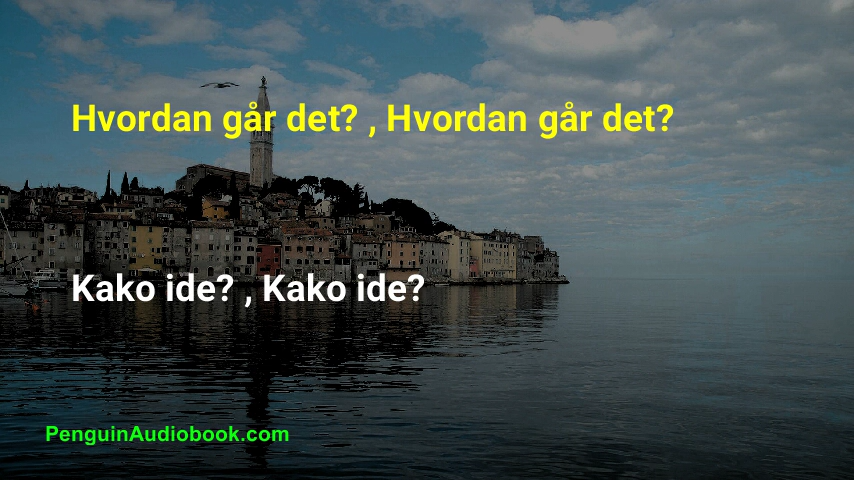 Hvordan går det? , Hvordan går det?
Kako ide? , Kako ide?
PenguinAudiobook.com